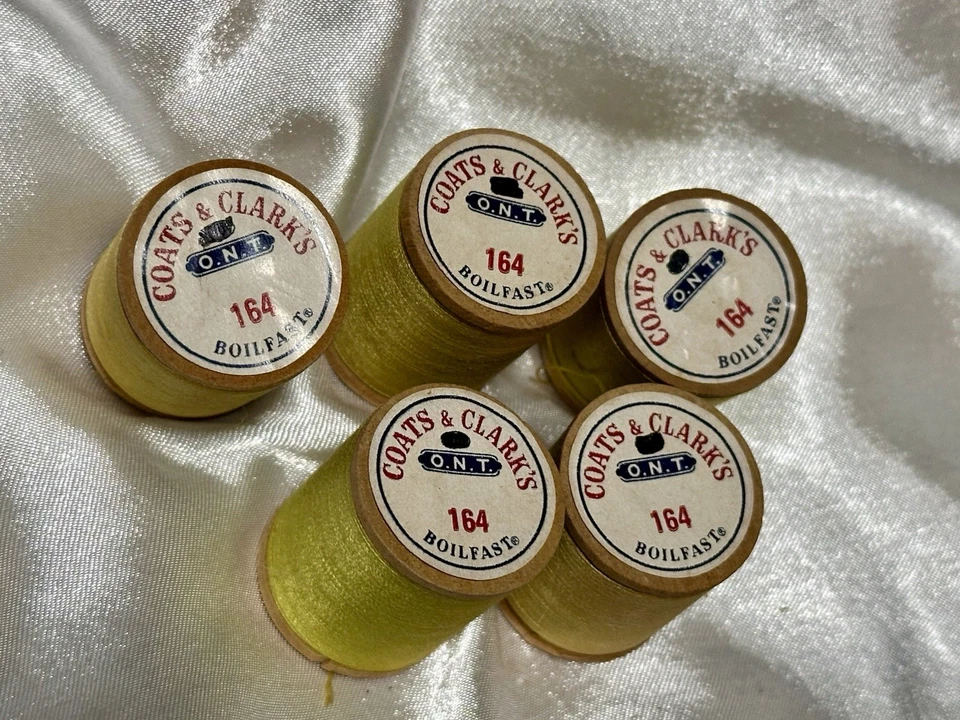 COATS & CLARK'S
O.N.T.
164
BOILFAST®
COATS & CLARK'S
O.N.T.
164
BOILFAST®
COATS & CLARK'S
O.N.T.
164
BOILFAST®
COATS & CLARK'S
O.N.T.
164
BOILFAST®
COATS & CLARK'S
O.N.T.
164
BOILFAST®